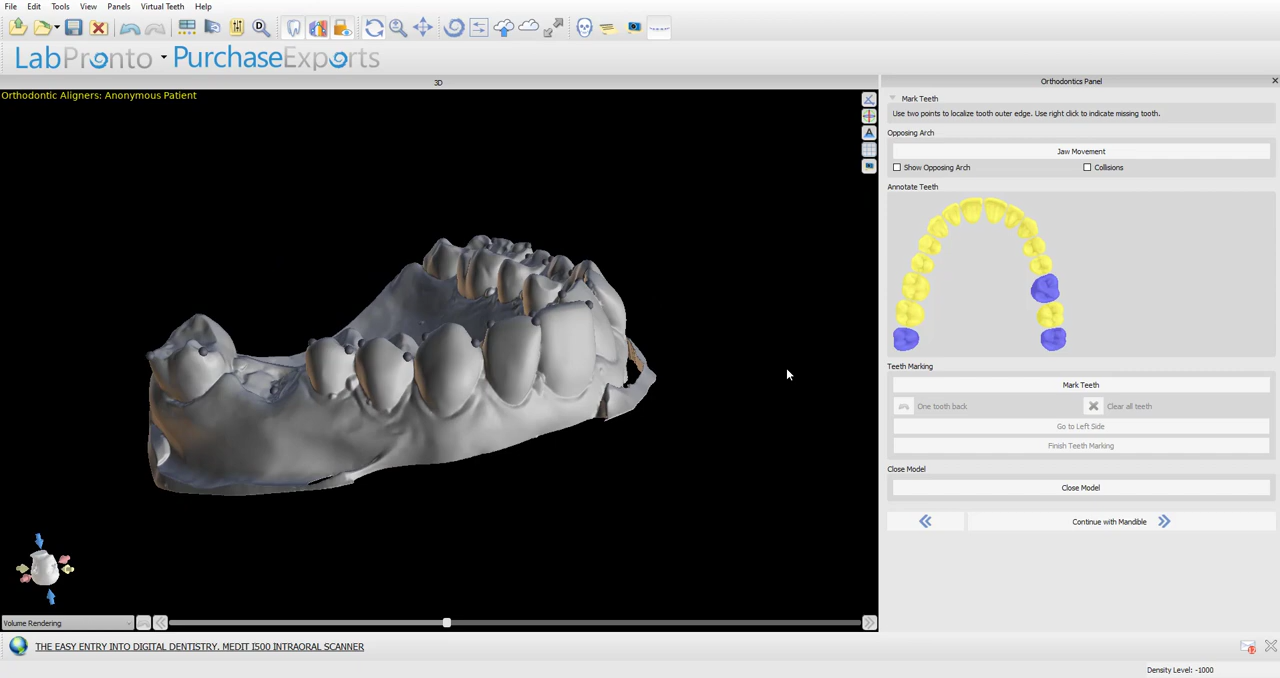 File Edit Tools View Panels Virtual Teeth Help
LabPronto PurchaseExports
3D
Orthodontics Panel
Orthodontic Aligners: Anonymous Patient
Mark Teeth
Use two points to localize tooth outer edge. Use right click to indicate missing tooth.
Opposing Arch
Jaw Movement
Show Opposing Arch Collisions
Annotate Teeth
Teeth Marking
Mark Teeth
One tooth back Clear all teeth
Go to Left Side
Finish Teeth Marking
Close Model
Close Model
Continue with Mandible
Volume Rendering
THE EASY ENTRY INTO DIGITAL DENTISTRY, MEDIT I500 INTRAORAL SCANNER
Density Level: -1000